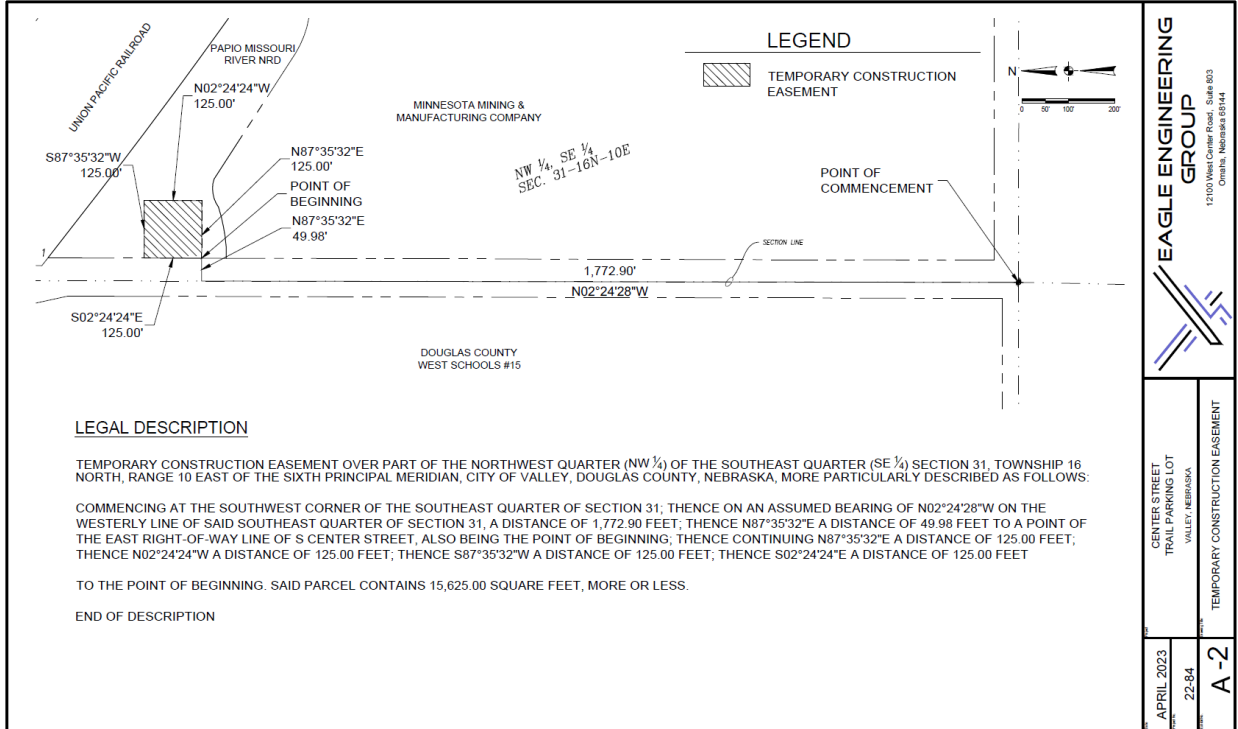 UNION PACIFIC RAILROAD
PAPIO MISSOURI
RIVER NRD
N02°24'24"W
125.00'
MINNESOTA MINING &
MANUFACTURING COMPANY
LEGEND
TEMPORARY CONSTRUCTION
EASEMENT
N
0 50' 100' 200'
S87°35'32"W
125.00'
N87°35'32"E
125.00'
POINT OF
BEGINNING
N87°35'32"E
49.98'
NW ¼, SE ¼
SEC. 31-16N-10E
POINT OF
COMMENCEMENT
1
SECTION LINE
1,772.90'
N02°24'28"W
S02°24'24"E
125.00'
DOUGLAS COUNTY
WEST SCHOOLS #15
LEGAL DESCRIPTION
TEMPORARY CONSTRUCTION EASEMENT OVER PART OF THE NORTHWEST QUARTER (NW ¼) OF THE SOUTHEAST QUARTER (SE ¼) SECTION 31, TOWNSHIP 16
NORTH, RANGE 10 EAST OF THE SIXTH PRINCIPAL MERIDIAN, CITY OF VALLEY, DOUGLAS COUNTY, NEBRASKA, MORE PARTICULARLY DESCRIBED AS FOLLOWS:
COMMENCING AT THE SOUTHWEST CORNER OF THE SOUTHEAST QUARTER OF SECTION 31; THENCE ON AN ASSUMED BEARING OF N02°24'28"W ON THE
WESTERLY LINE OF SAID SOUTHEAST QUARTER OF SECTION 31, A DISTANCE OF 1,772.90 FEET; THENCE N87°35'32"E A DISTANCE OF 49.98 FEET TO A POINT OF
THE EAST RIGHT-OF-WAY LINE OF S CENTER STREET, ALSO BEING THE POINT OF BEGINNING; THENCE CONTINUING N87°35'32"E A DISTANCE OF 125.00 FEET;
THENCE N02°24'24"W A DISTANCE OF 125.00 FEET; THENCE S87°35'32"W A DISTANCE OF 125.00 FEET; THENCE S02°24'24"E A DISTANCE OF 125.00 FEET
TO THE POINT OF BEGINNING. SAID PARCEL CONTAINS 15,625.00 SQUARE FEET, MORE OR LESS.
END OF DESCRIPTION
EAGLE ENGINEERING
GROUP
12100 West Center Road, Suite 803
Omaha, Nebraska 68144
CENTER STREET
TRAIL PARKING LOT
VALLEY, NEBRASKA
TEMPORARY CONSTRUCTION EASEMENT
APRIL 2023
22-84
A -2